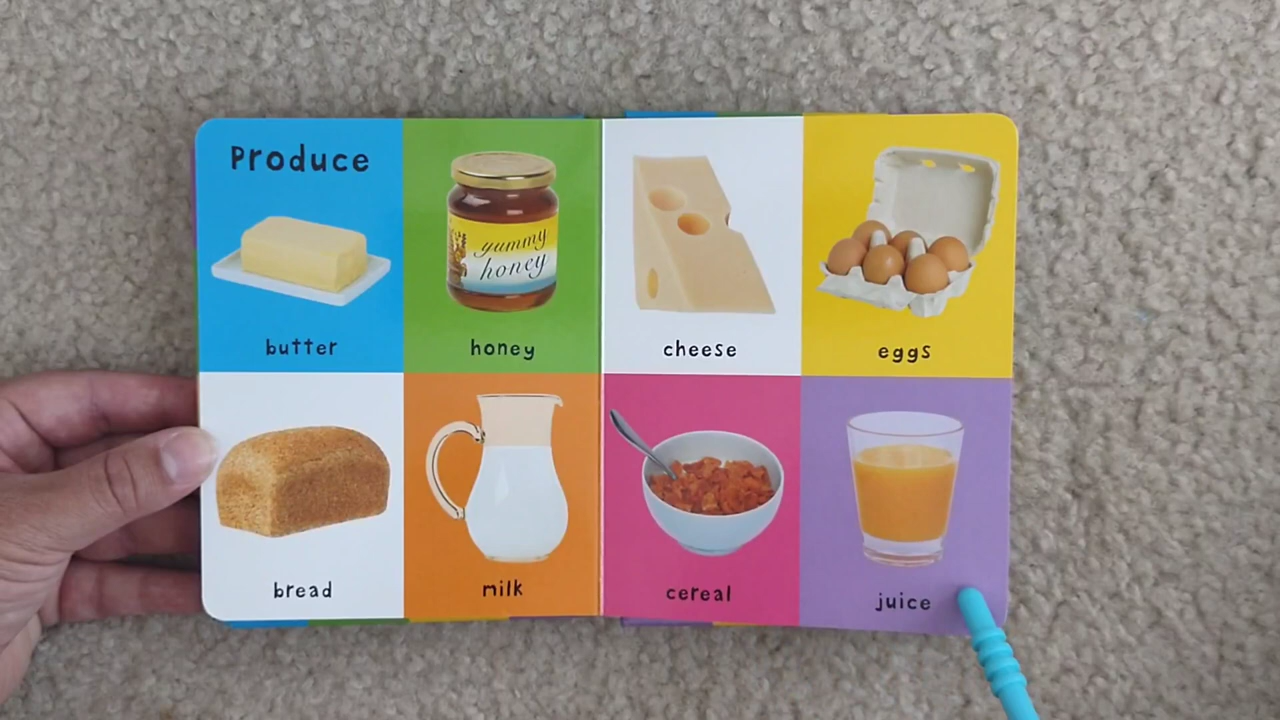 Produce
butter
yummy
honey
honey
cheese
eggs
bread
milk
cereal
juice